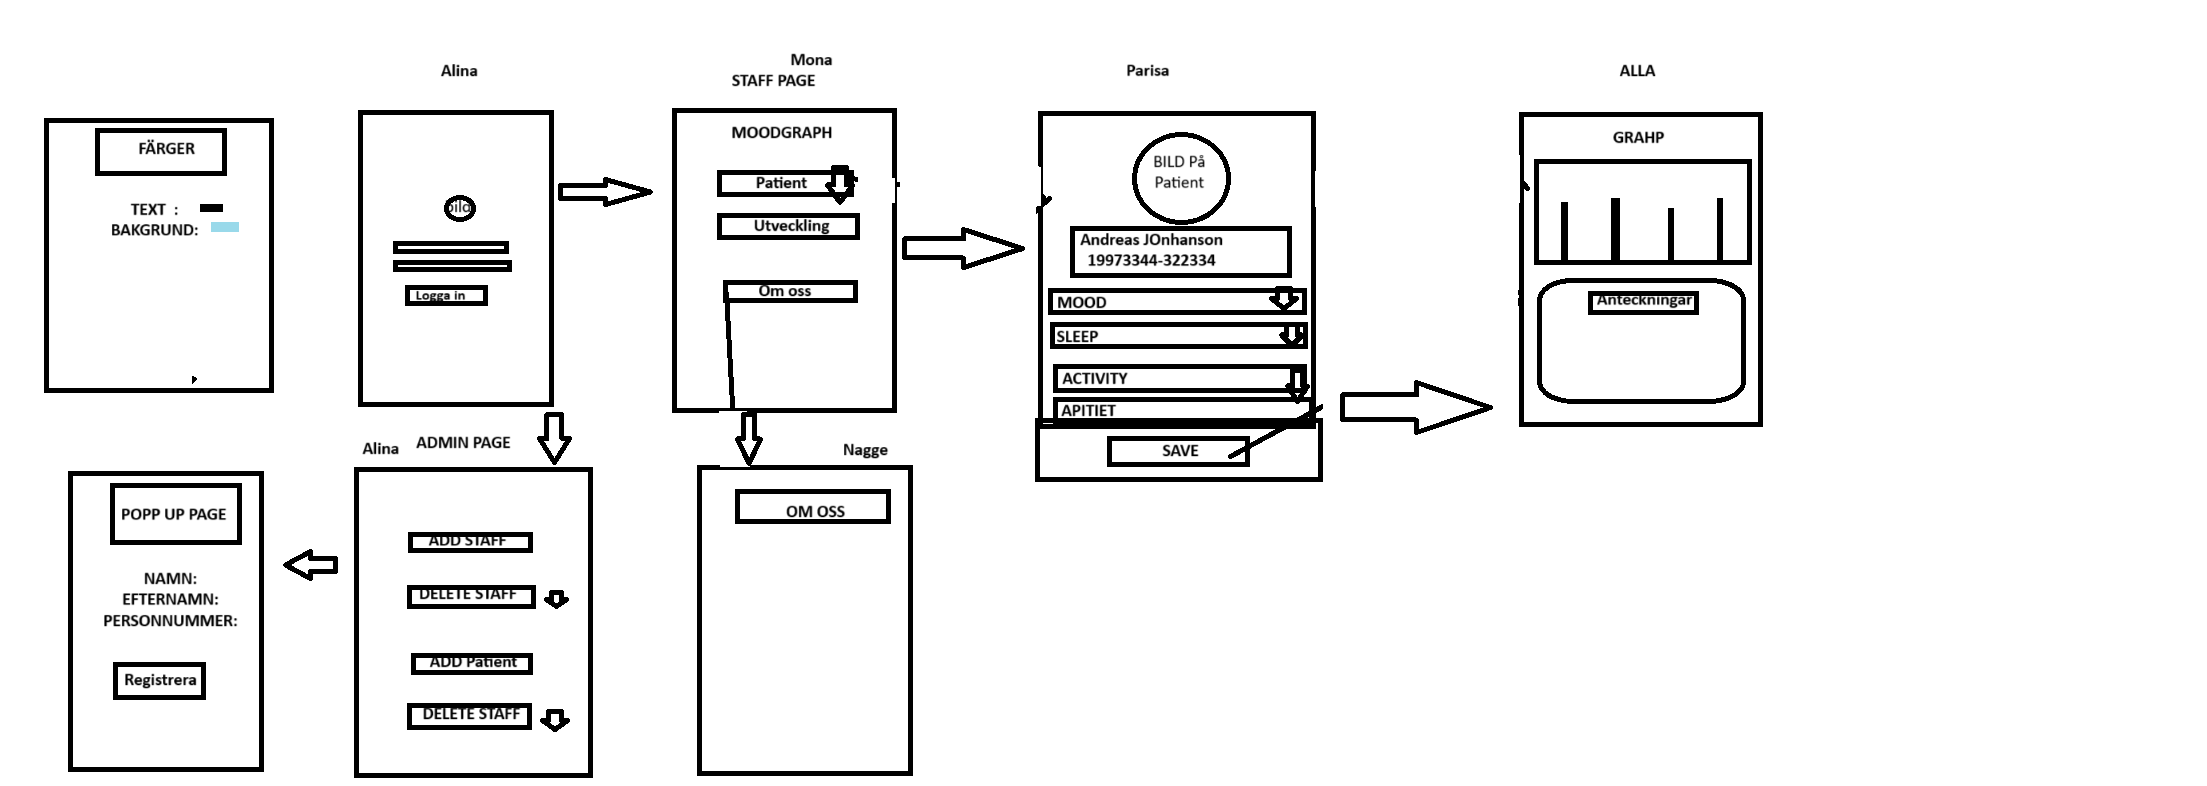 Alina
Mona
STAFF PAGE
Parisa
ALLA
FÄRGER
TEXT :
BAKGRUND:
bild
Logga in
MOODGRAPH
Patient
Utveckling
Om oss
BILD På
Patient
Andreas JOnhanson
19973344-322334
MOOD
SLEEP
ACTIVITY
APITIET
SAVE
GRAHP
Anteckningar
Alina
ADMIN PAGE
Nagge
POPP UP PAGE
NAMN:
EFTERNAMN:
PERSONNUMMER:
Registrera
ADD STAFF
DELETE STAFF
ADD Patient
DELETE STAFF
OM OSS